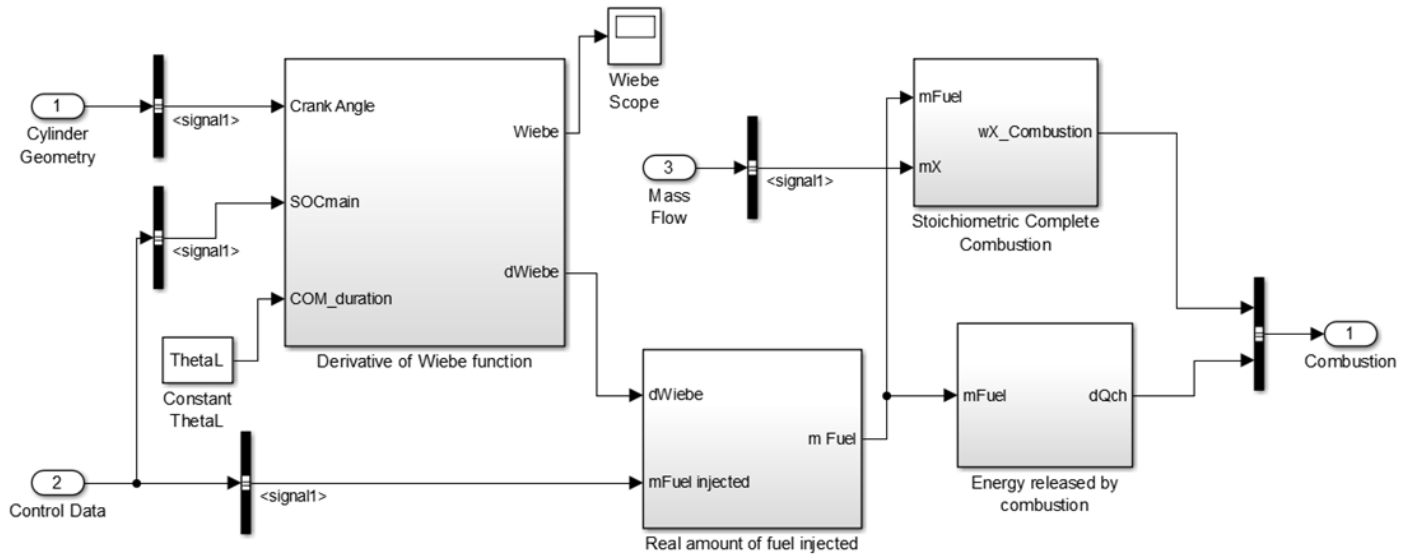 1
Cylinder
Geometry
<signal1>
<signal1>
ThetaL
Constant
ThetaL
2
Control Data
<signal1>
Crank Angle
SOCmain
COM_duration
Wiebe
dWiebe
Derivative of Wiebe function
Wiebe
Scope
3
Mass
Flow
<signal1>
dWiebe
mFuel injected
m Fuel
Real amount of fuel injected
mFuel
mX
wX_Combustion
Stoichiometric Complete
Combustion
mFuel
dQch
Energy released by
combustion
1
Combustion